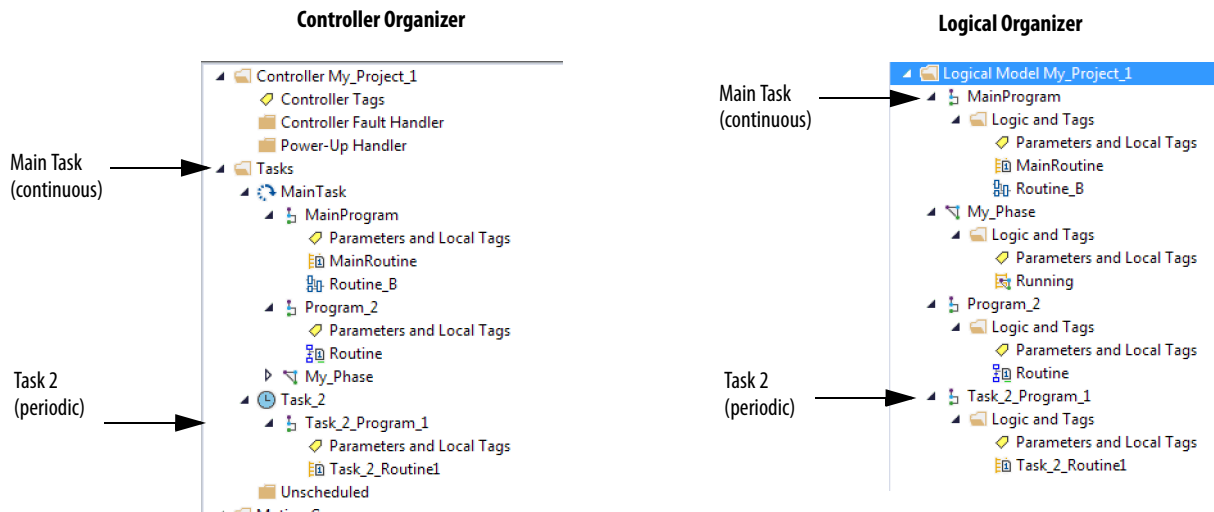 Controller Organizer
Controller My_Project_1
Controller Tags
Controller Fault Handler
Power-Up Handler
Main Task
(continuous)
Tasks
MainTask
MainProgram
Parameters and Local Tags
MainRoutine
Routine_B
Program_2
Parameters and Local Tags
Routine
My_Phase
Task 2
(periodic)
Task_2
Task_2_Program_1
Parameters and Local Tags
Task_2_Routine1
Unscheduled
Logical Organizer
Logical Model My_Project_1
Main Task
(continuous)
MainProgram
Logic and Tags
Parameters and Local Tags
MainRoutine
Routine_B
My_Phase
Logic and Tags
Parameters and Local Tags
Running
Program_2
Logic and Tags
Parameters and Local Tags
Routine
Task 2
(periodic)
Task_2_Program_1
Logic and Tags
Parameters and Local Tags
Task_2_Routine1